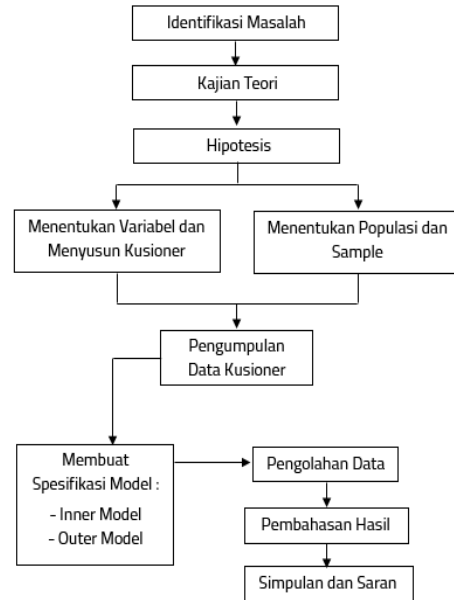 Identifikasi Masalah
Kajian Teori
Hipotesis
Menentukan Variabel dan
Menyusun Kusioner
Menentukan Populasi dan
Sample
Pengumpulan
Data Kusioner
Membuat
Spesifikasi Model :
- Inner Model
- Outer Model
Pengolahan Data
Pembahasan Hasil
Simpulan dan Saran